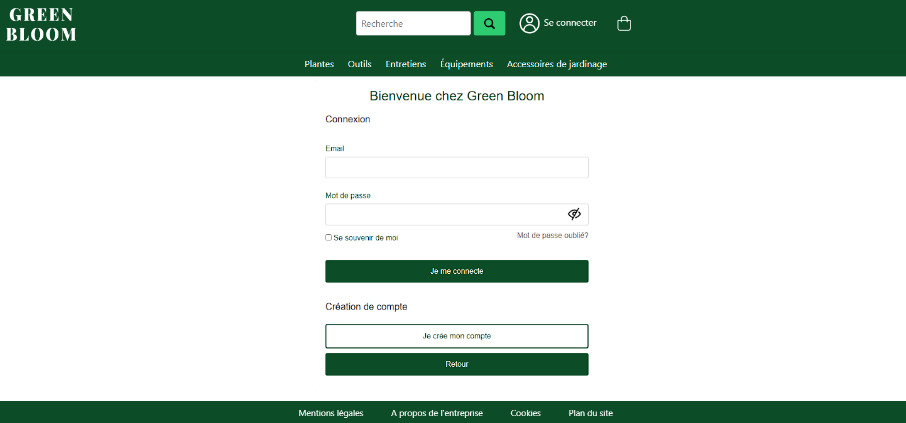 GREEN
BLOOM
Recherche
Se connecter
Plantes Outils Entretiens Équipements Accessoires de jardinage
Bienvenue chez Green Bloom
Connexion
Email
Mot de passe
Se souvenir de moi
Mot de passe oublié?
Je me connecte
Création de compte
Je crée mon compte
Retour
Mentions légales A propos de l'entreprise Cookies Plan du site